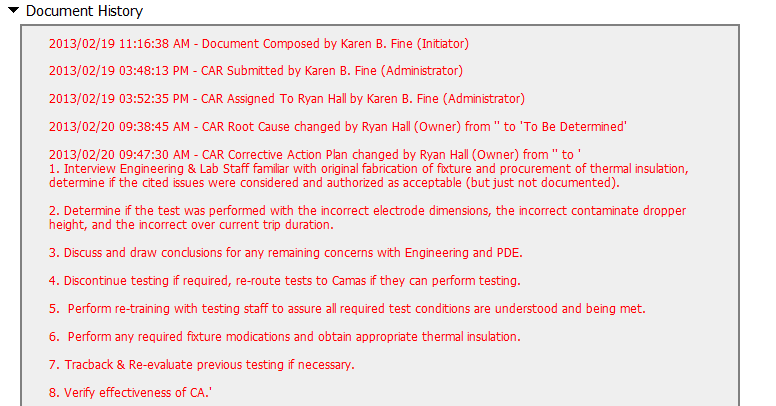 Document History
2013/02/19 11:16:38 AM - Document Composed by Karen B. Fine (Initiator)
2013/02/19 03:48:13 PM - CAR Submitted by Karen B. Fine (Administrator)
2013/02/19 03:52:35 PM - CAR Assigned To Ryan Hall by Karen B. Fine (Administrator)
2013/02/20 09:38:45 AM - CAR Root Cause changed by Ryan Hall (Owner) from '' to 'To Be Determined'
2013/02/20 09:47:30 AM - CAR Corrective Action Plan changed by Ryan Hall (Owner) from '' to '
1. Interview Engineering & Lab Staff familiar with original fabrication of fixture and procurement of thermal insulation,
determine if the cited issues were considered and authorized as acceptable (but just not documented).
2. Determine if the test was performed with the incorrect electrode dimensions, the incorrect contaminate dropper
height, and the incorrect over current trip duration.
3. Discuss and draw conclusions for any remaining concerns with Engineering and PDE.
4. Discontinue testing if required, re-route tests to Camas if they can perform testing.
5.  Perform re-training with testing staff to assure all required test conditions are understood and being met.
6.  Perform any required fixture modications and obtain appropriate thermal insulation.
7. Tracback & Re-evaluate previous testing if necessary.
8. Verify effectiveness of CA.'